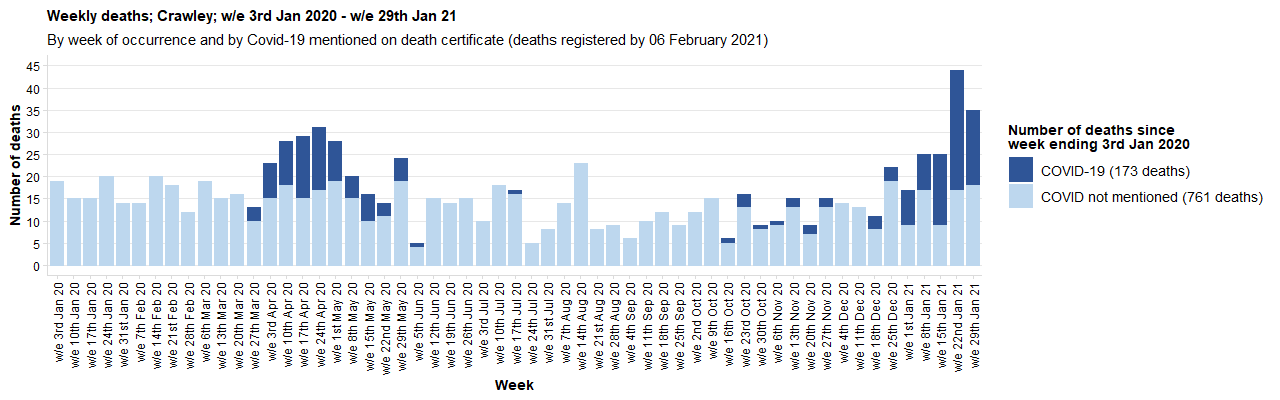 Weekly deaths; Crawley; w/e 3rd Jan 2020 - w/e 29th Jan 21
By week of occurrence and by Covid-19 mentioned on death certificate (deaths registered by 06 February 2021)
Number of deaths
45
40
35
30
25
20
15
10
5
0
w/e 3rd Jan 20
w/e 10th Jan 20
w/e 17th Jan 20
w/e 24th Jan 20
w/e 31st Jan 20
w/e 7th Feb 20
w/e 14th Feb 20
w/e 21st Feb 20
w/e 28th Feb 20
w/e 6th Mar 20
w/e 13th Mar 20
w/e 20th Mar 20
w/e 27th Mar 20
w/e 3rd Apr 20
w/e 10th Apr 20
w/e 17th Apr 20
w/e 24th Apr 20
w/e 1st May 20
w/e 8th May 20
w/e 15th May 20
w/e 22nd May 20
w/e 29th May 20
w/e 5th Jun 20
w/e 12th Jun 20
w/e 19th Jun 20
w/e 26th Jun 20
w/e 3rd Jul 20
w/e 10th Jul 20
w/e 17th Jul 20
w/e 24th Jul 20
w/e 31st Jul 20
w/e 7th Aug 20
w/e 14th Aug 20
w/e 21st Aug 20
w/e 28th Aug 20
w/e 4th Sep 20
w/e 11th Sep 20
w/e 18th Sep 20
w/e 25th Sep 20
w/e 2nd Oct 20
w/e 9th Oct 20
w/e 16th Oct 20
w/e 23rd Oct 20
w/e 30th Oct 20
w/e 6th Nov 20
w/e 13th Nov 20
w/e 20th Nov 20
w/e 27th Nov 20
w/e 4th Dec 20
w/e 11th Dec 20
w/e 18th Dec 20
w/e 25th Dec 20
w/e 1st Jan 21
w/e 8th Jan 21
w/e 15th Jan 21
w/e 22nd Jan 21
w/e 29th Jan 21
Week
Number of deaths since
week ending 3rd Jan 2020
COVID-19 (173 deaths)
COVID not mentioned (761 deaths)